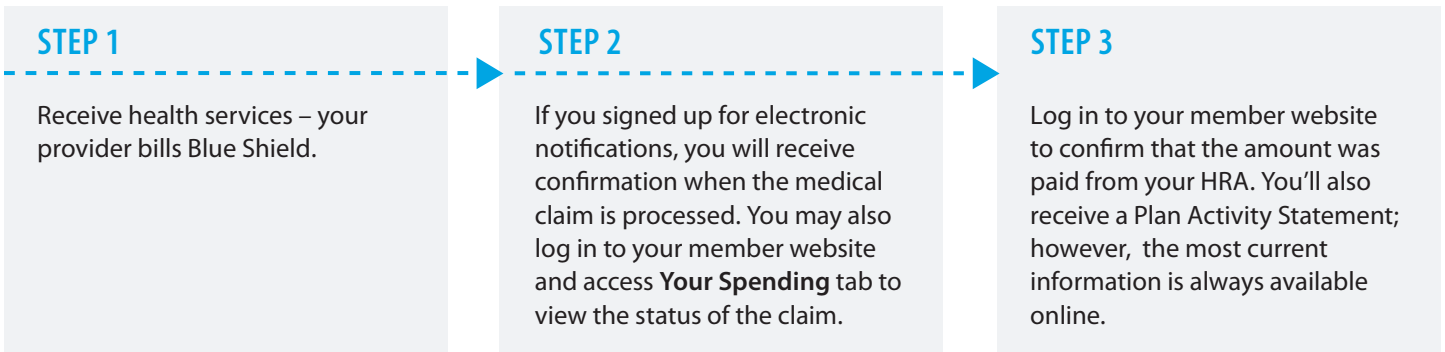 STEP 1
Receive health services – your
provider bills Blue Shield.
STEP 2
If you signed up for electronic
notifications, you will receive
confirmation when the medical
claim is processed. You may also
log in to your member website
and access Your Spending tab to
view the status of the claim.
STEP 3
Log in to your member website
to confirm that the amount was
paid from your HRA. You’ll also
receive a Plan Activity Statement;
however,  the most current
information is always available
online.